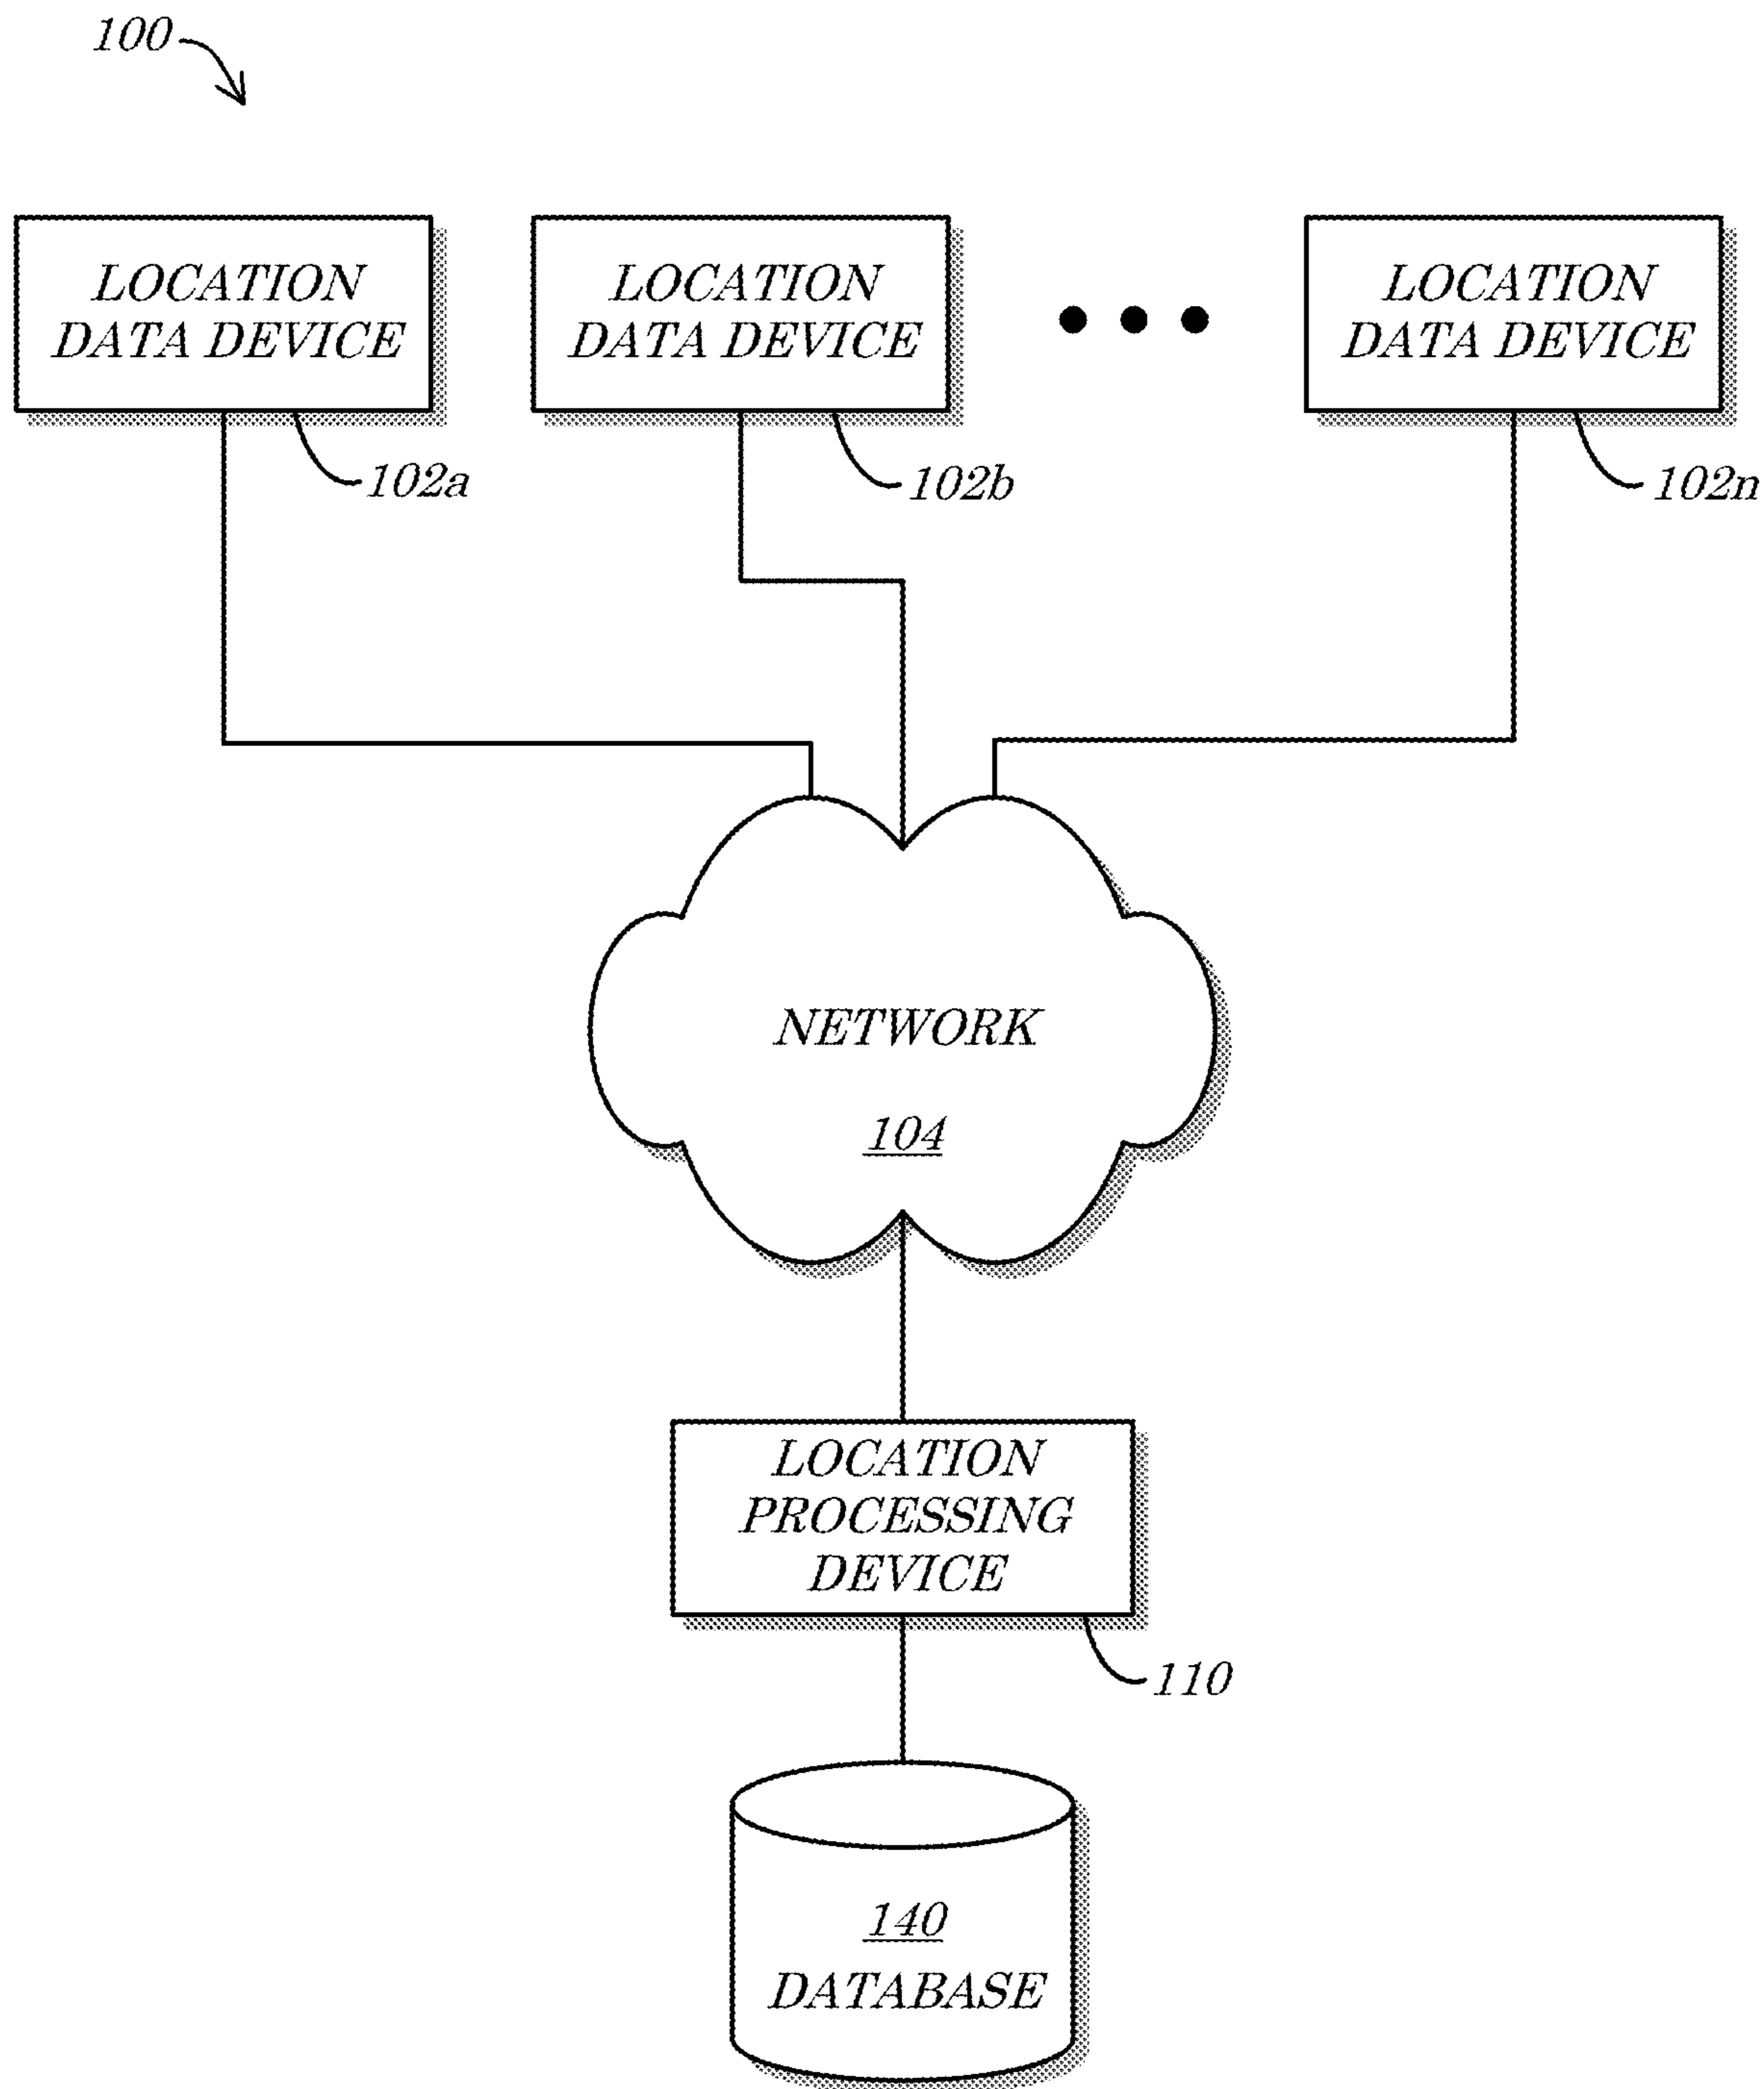 100
LOCATION
DATA DEVICE
LOCATION
DATA DEVICE
LOCATION
DATA DEVICE
102a
102b
102n
NETWORK
104
LOCATION
PROCESSING
DEVICE
110
140
DATABASE